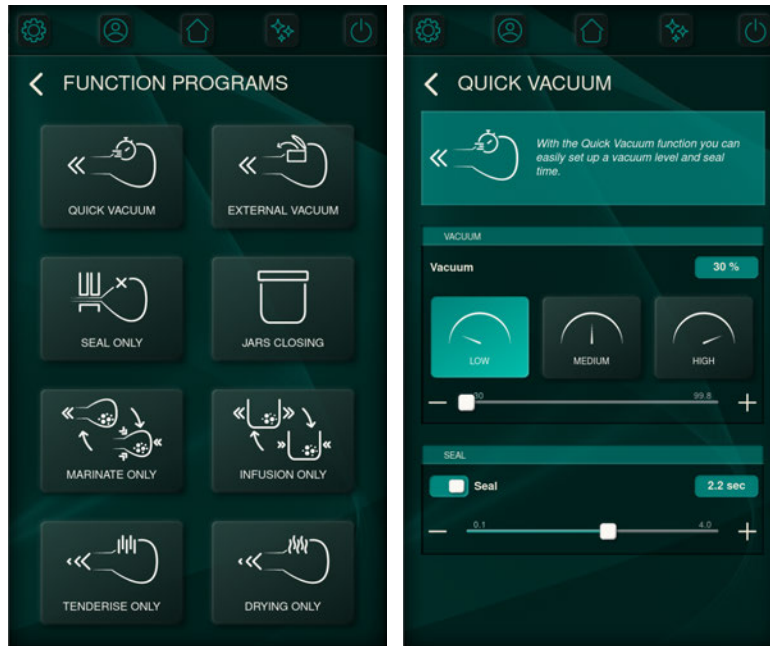 FUNCTION PROGRAMS
QUICK VACUUM
EXTERNAL VACUUM
SEAL ONLY
JARS CLOSING
MARINATE ONLY
INFUSION ONLY
TENDERISE ONLY
DRYING ONLY
QUICK VACUUM
With the Quick Vacuum function you can
easily set up a vacuum level and seal
time.
VACUUM
Vacuum
30 %
LOW
MEDIUM
HIGH
99.8
SEAL
Seal
2.2 sec
0.1
4.0